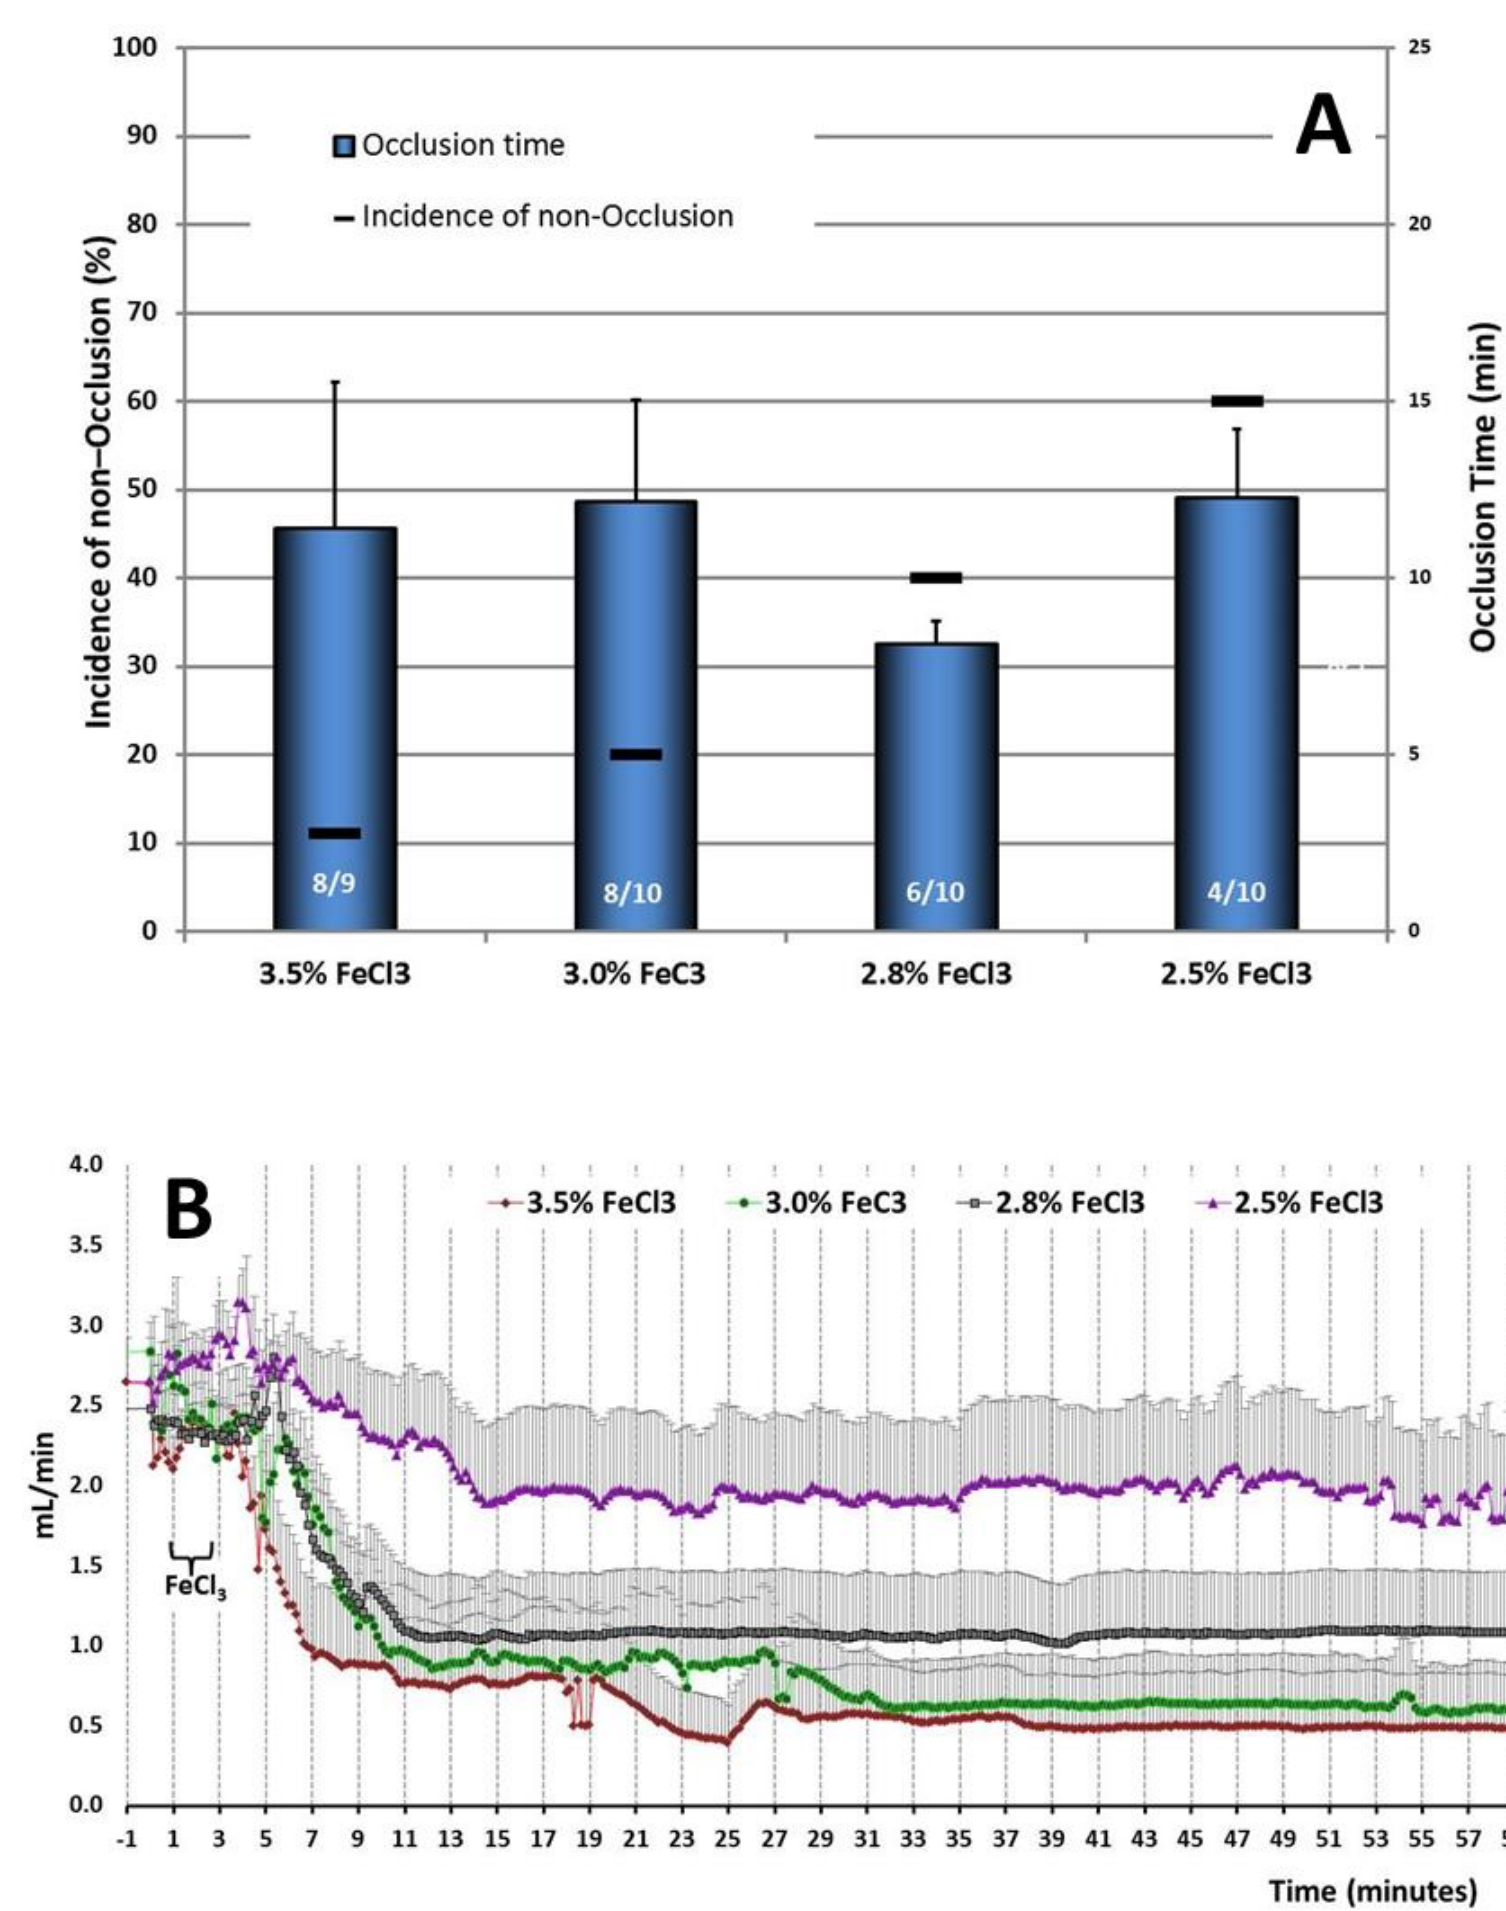 A
Occlusion time
Incidence of non-Occlusion
Incidence of non–Occlusion (%)
100
90
80
70
60
50
40
30
20
10
0
25
20
15
10
5
0
Occlusion Time (min)
8/9
8/10
6/10
4/10
3.5% FeCl3
3.0% FeC3
2.8% FeCl3
2.5% FeCl3
B
3.5% FeCl3
3.0% FeC3
2.8% FeCl3
2.5% FeCl3
mL/min
4.0
3.5
3.0
2.5
2.0
1.5
1.0
0.5
0.0
FeCl₃
-1 1 3 5 7 9 11 13 15 17 19 21 23 25 27 29 31 33 35 37 39 41 43 45 47 49 51 53 55 57
Time (minutes)